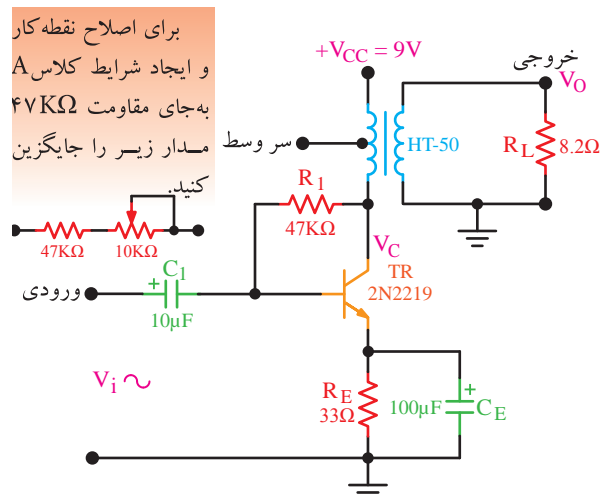 برای اصلاح نقطه‌کار
و ایجاد شرایط کلاس A
به‌جای مقاومت ۴۷KΩ
مـدار زیـر را جایگزین
کنید.
47KΩ
10KΩ
+VCC = 9V
خروجی
VO
سر وسط
HT-50
RL
8.2Ω
R1
47KΩ
VC
TR
2N2219
C1
ورودی
10µF
Vi
RE
33Ω
100µF
CE
+
+